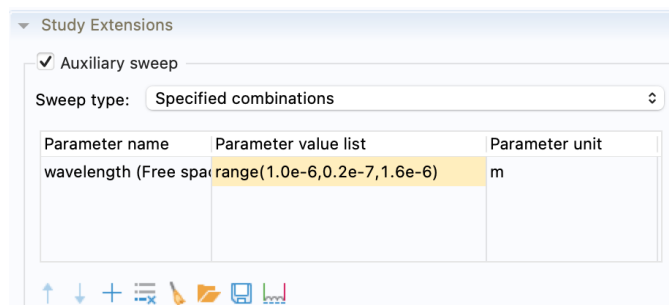 Study Extensions
Auxiliary sweep
Sweep type: Specified combinations
Parameter name Parameter value list Parameter unit
wavelength (Free spac range(1.0e-6,0.2e-7,1.6e-6) m